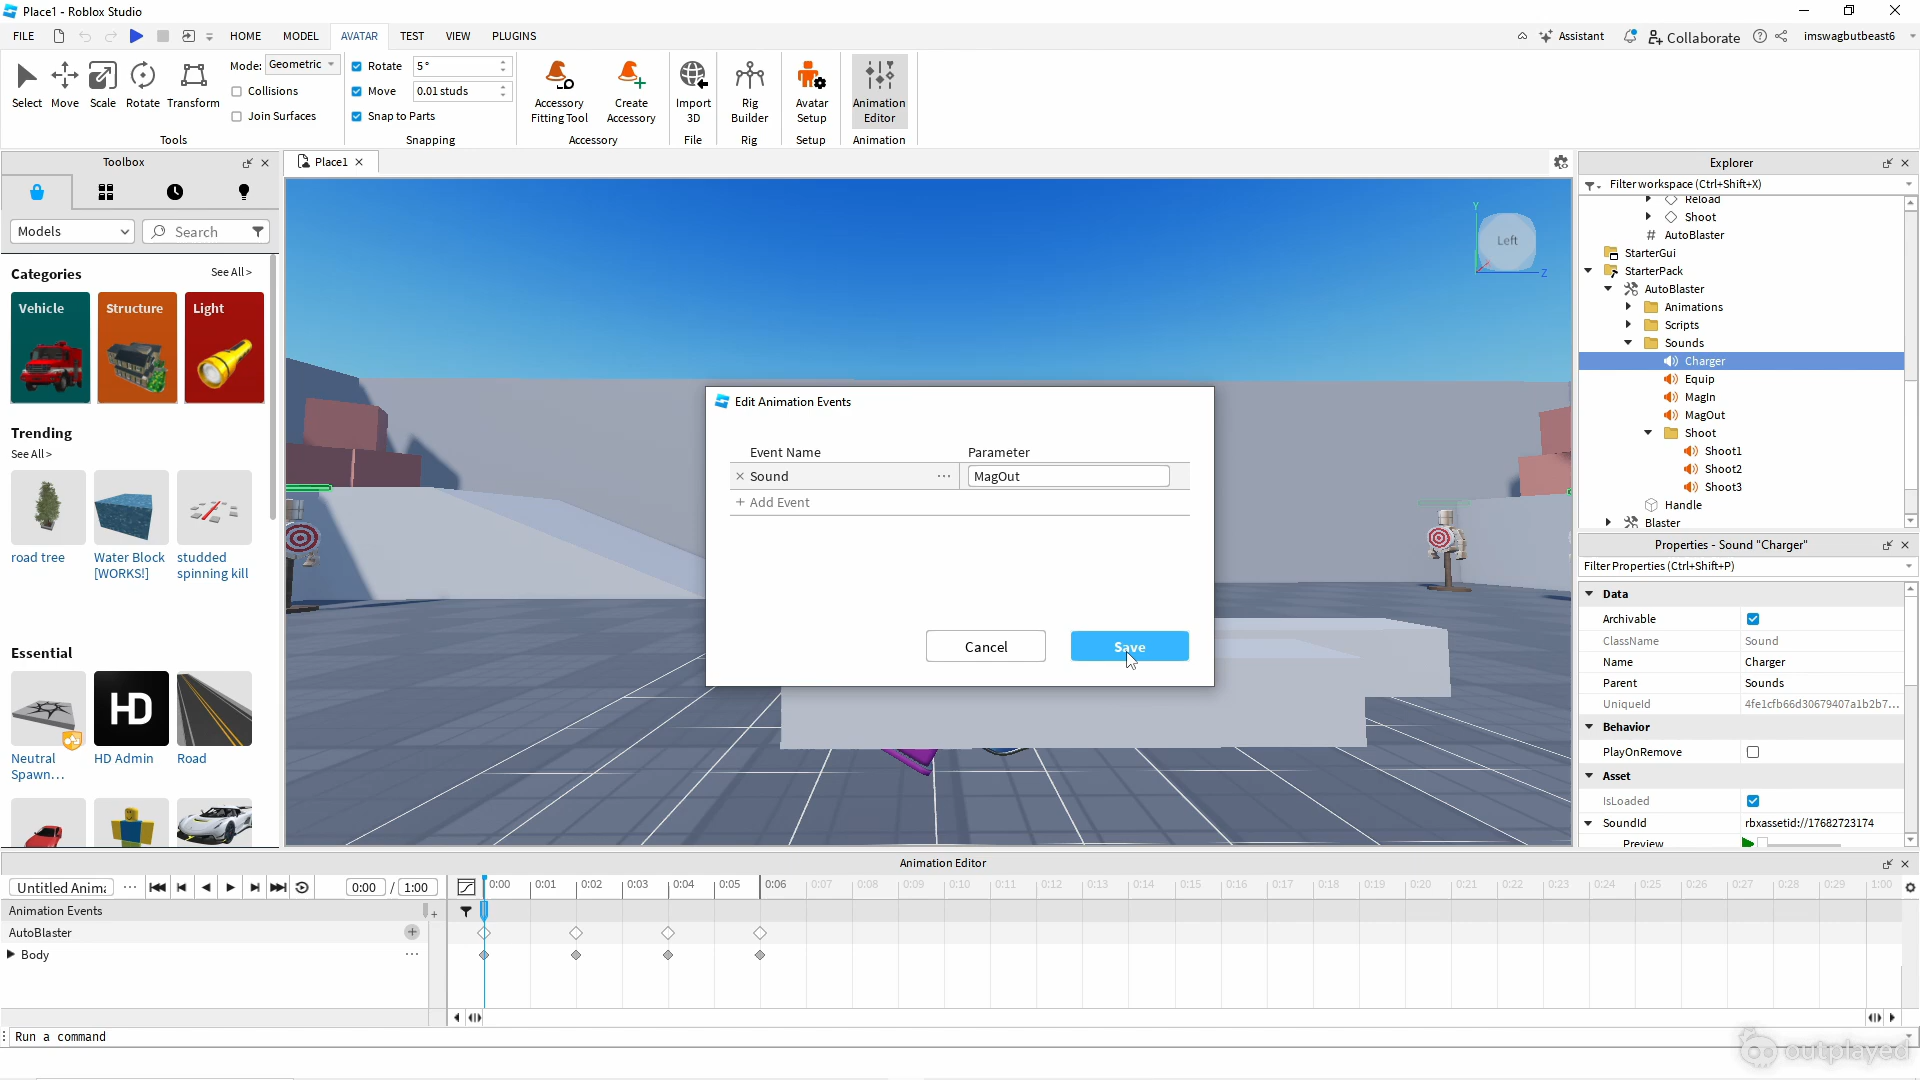 Place1 - Roblox Studio
FILE HOME MODEL AVATAR TEST VIEW PLUGINS Assistant Collaborate imswagbutbeast6
Select Move Scale Rotate Transform
Mode: Geometric
Collisions
Join Surfaces
Tools
Rotate 5°
Move 0.01 studs
Snap to Parts
Snapping
Accessory Fitting Tool
Create Accessory
Accessory
Import 3D
File
Rig Builder
Rig
Avatar Setup
Setup
Animation Editor
Animation
Toolbox
Models
Search
Categories
See All >
Vehicle Structure Light
Trending
See All >
road tree
Water Block [WORKS!]
studded spinning kill
Essential
HD
Neutral Spawn...
HD Admin
Road
Place1
Y
Left
Z
Edit Animation Events
Event Name Parameter
Sound ... MagOut
+ Add Event
Cancel Save
Explorer
Filter workspace (Ctrl+Shift+X)
Reload
Shoot
# AutoBlaster
StarterGui
StarterPack
AutoBlaster
Animations
Scripts
Sounds
Charger
Equip
MagIn
MagOut
Shoot
Shoot1
Shoot2
Shoot3
Handle
Blaster
Properties - Sound "Charger"
Filter Properties (Ctrl+Shift+P)
Data
Archivable
ClassName Sound
Name Charger
Parent Sounds
UniqueId 4fe1cfb66d30679407a1b2b7...
Behavior
PlayOnRemove
Asset
IsLoaded
SoundId rbxassetid://17682723174
Preview
Animation Editor
Untitled Anima ... 0:00 / 1:00
0:00 0:01 0:02 0:03 0:04 0:05 0:06 0:07 0:08 0:09 0:10 0:11 0:12 0:13 0:14 0:15 0:16 0:17 0:18 0:19 0:20 0:21 0:22 0:23 0:24 0:25 0:26 0:27 0:28 0:29 1:00
Animation Events
AutoBlaster
Body ...
Run a command
outplayed